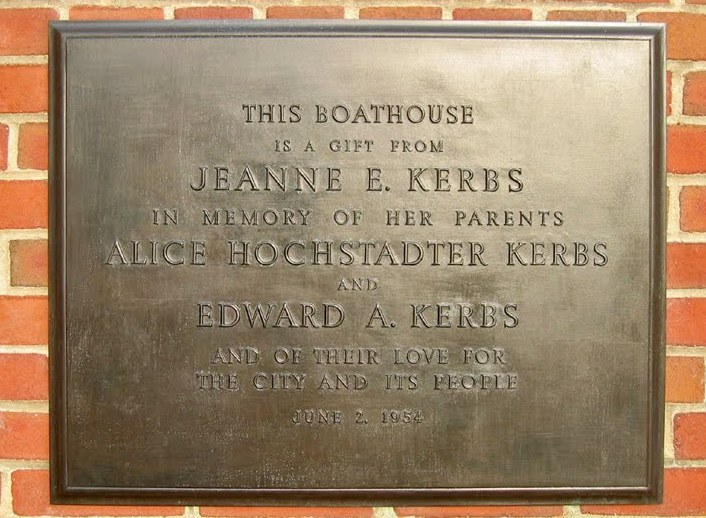 THIS BOATHOUSE
IS A GIFT FROM
JEANNE E. KERBS
IN MEMORY OF HER PARENTS
ALICE HOCHSTADTER KERBS
AND
EDWARD A. KERBS
AND OF THEIR LOVE FOR
THE CITY AND ITS PEOPLE
JUNE 2, 1954